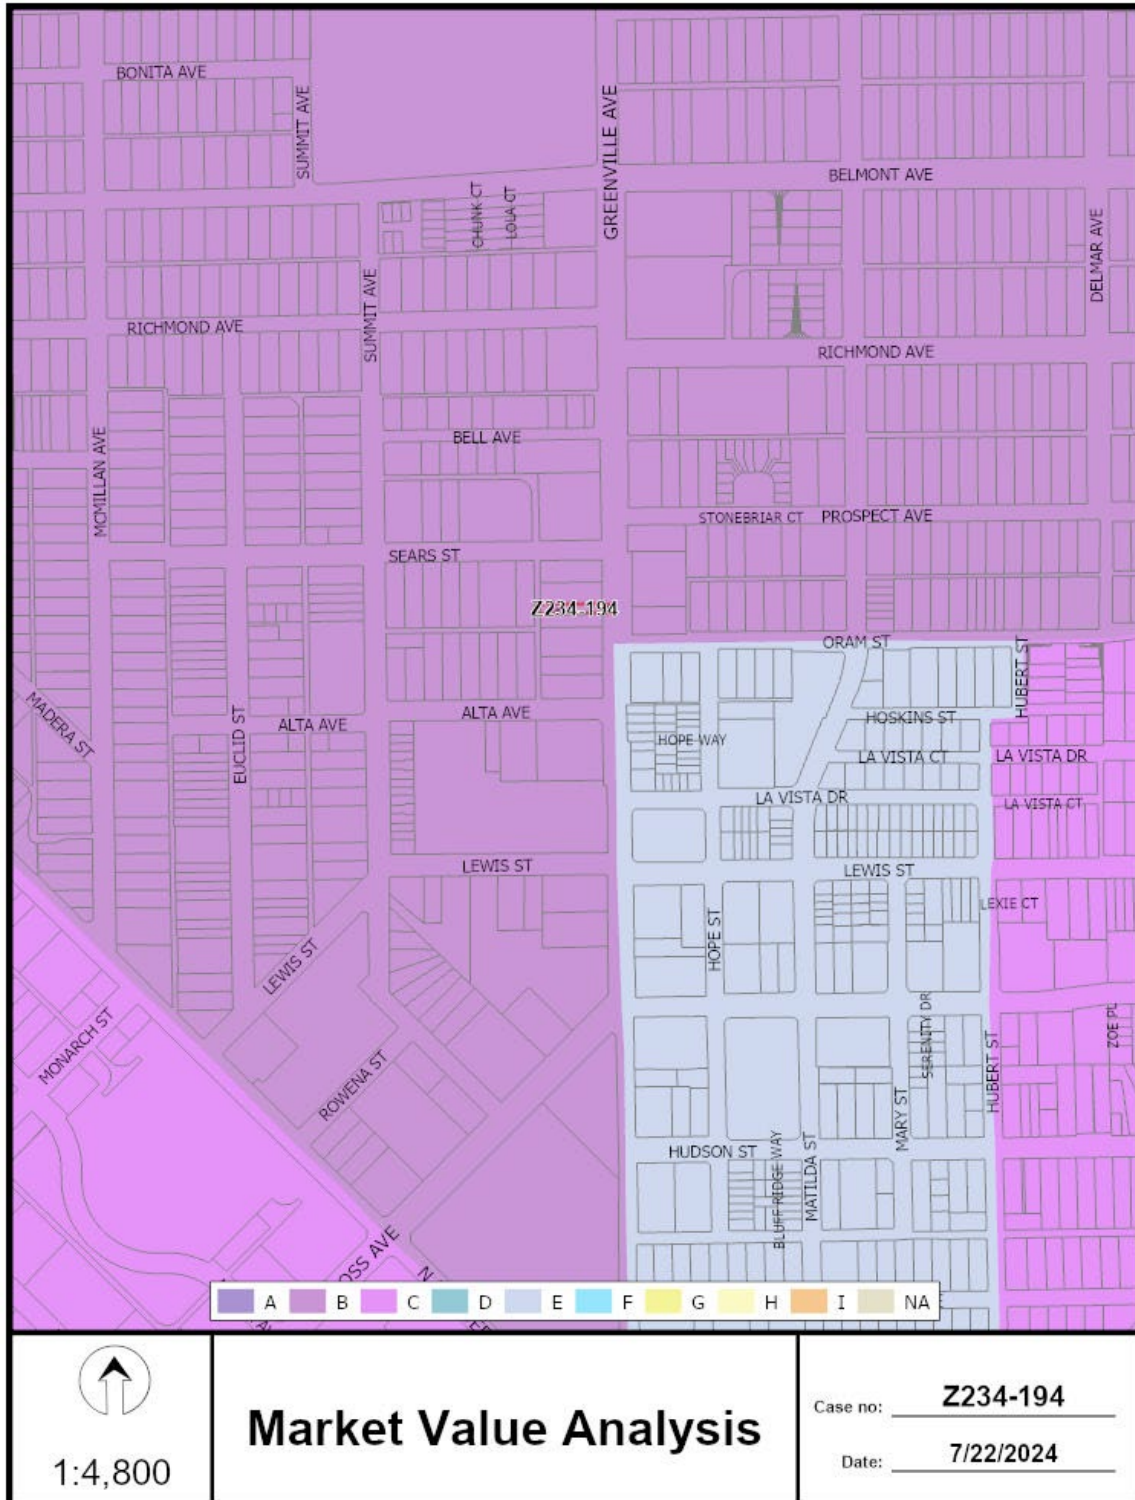 BONITA AVE
SUMMIT AVE
GREENVILLE AVE
BELMONT AVE
CHUNK CT
LOLA CT
DELMAR AVE
SUMMIT AVE
RICHMOND AVE
RICHMOND AVE
MCMILLAN AVE
BELL AVE
STONEBRIAR CT
PROSPECT AVE
SEARS ST
Z234-194
ORAM ST
HUBERT ST
MADERA ST
EUCLID ST
ALTA AVE
ALTA AVE
HOSKINS ST
HOPE WAY
LA VISTA CT
LA VISTA DR
LA VISTA DR
LA VISTA CT
LEWIS ST
LEWIS ST
LEXIE CT
HOPE ST
LEWIS ST
MONARCH ST
SERENITY DR
ZOE PL
ROWENA ST
HUBERT ST
MARY ST
HUDSON ST
BLUFF RIDGE WAY
MATILDA ST
OSS AVE
N
A B C D E F G H I NA
1:4,800
Market Value Analysis
Case no: Z234-194
Date: 7/22/2024